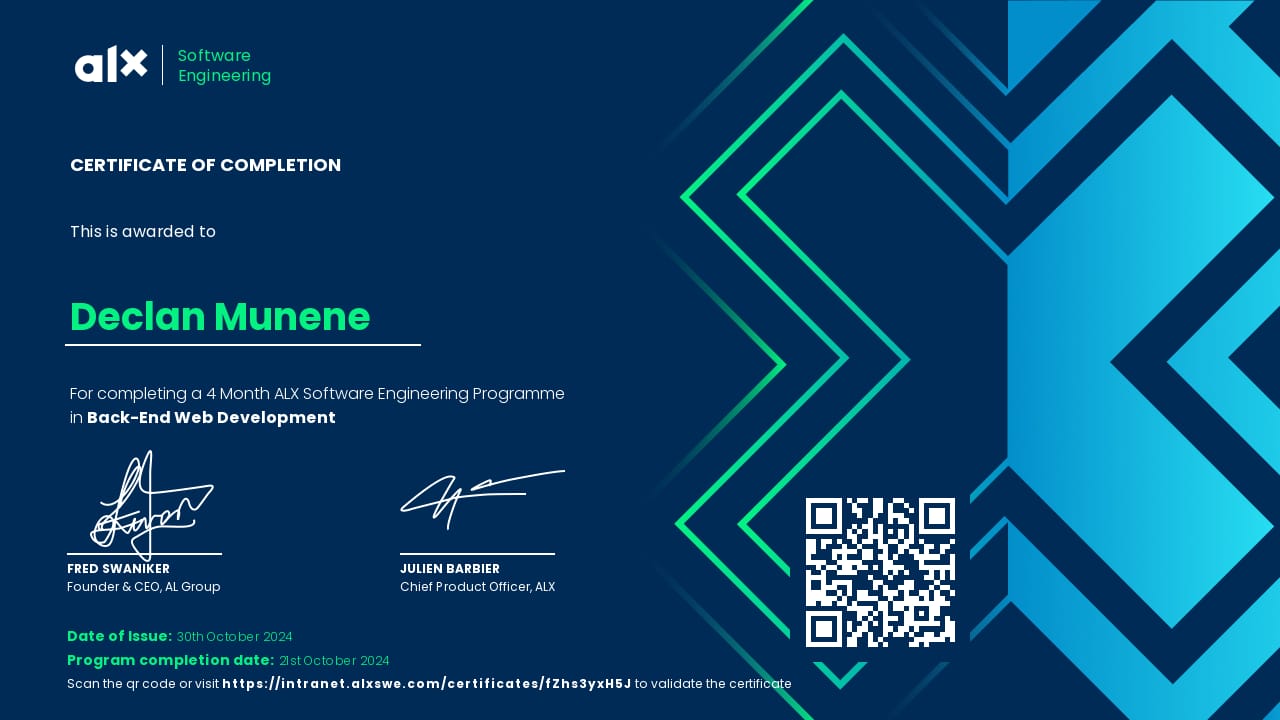 alx
Software
Engineering
CERTIFICATE OF COMPLETION
This is awarded to
Declan Munene
For completing a 4 Month ALX Software Engineering Programme
in Back-End Web Development
FRED SWANIKER
Founder & CEO, AL Group
JULIEN BARBIER
Chief Product Officer, ALX
Date of Issue: 30th October 2024
Program completion date: 21st October 2024
Scan the qr code or visit https://intranet.alxswe.com/certificates/fZhs3yxH5J to validate the certificate